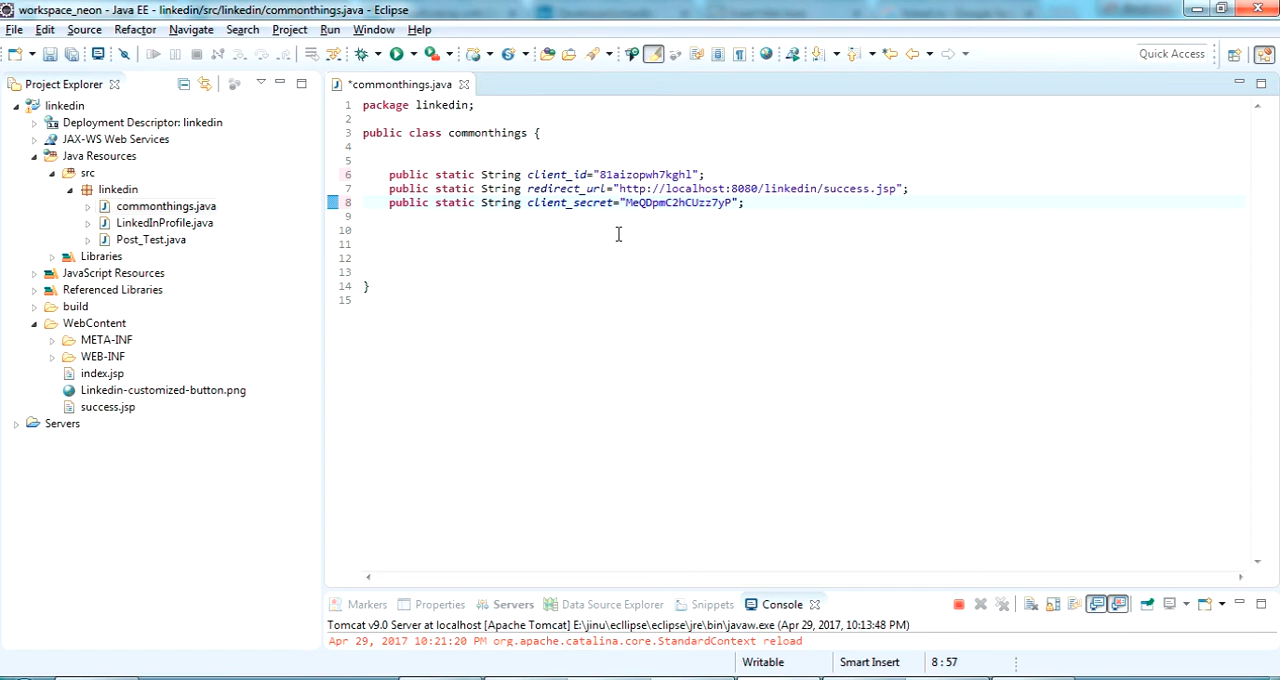 workspace_neon - Java EE - linkedin/src/linkedin/commonthings.java - Eclipse
File Edit Source Refactor Navigate Search Project Run Window Help
Quick Access
Project Explorer
*commonthings.java
linkedin
Deployment Descriptor: linkedin
JAX-WS Web Services
Java Resources
src
linkedin
commonthings.java
LinkedInProfile.java
Post_Test.java
Libraries
JavaScript Resources
Referenced Libraries
build
WebContent
META-INF
WEB-INF
index.jsp
Linkedin-customized-button.png
success.jsp
Servers
1 package linkedin;
2
3 public class commonthings {
4
5
6 public static String client_id="81aizopwh7kghl";
7 public static String redirect_url="http://localhost:8080/linkedin/success.jsp";
8 public static String client_secret="MeQDpmC2hCUzz7yP";
9
10
11
12
13
14 }
15
Markers Properties Servers Data Source Explorer Snippets Console
Tomcat v9.0 Server at localhost [Apache Tomcat] E:\jinu\ecllipse\eclipse\jre\bin\javaw.exe (Apr 29, 2017 10:13:48 PM)
Apr 29, 2017 10:21:20 PM org.apache.catalina.core.StandardContext reload
Writable Smart Insert 8:57